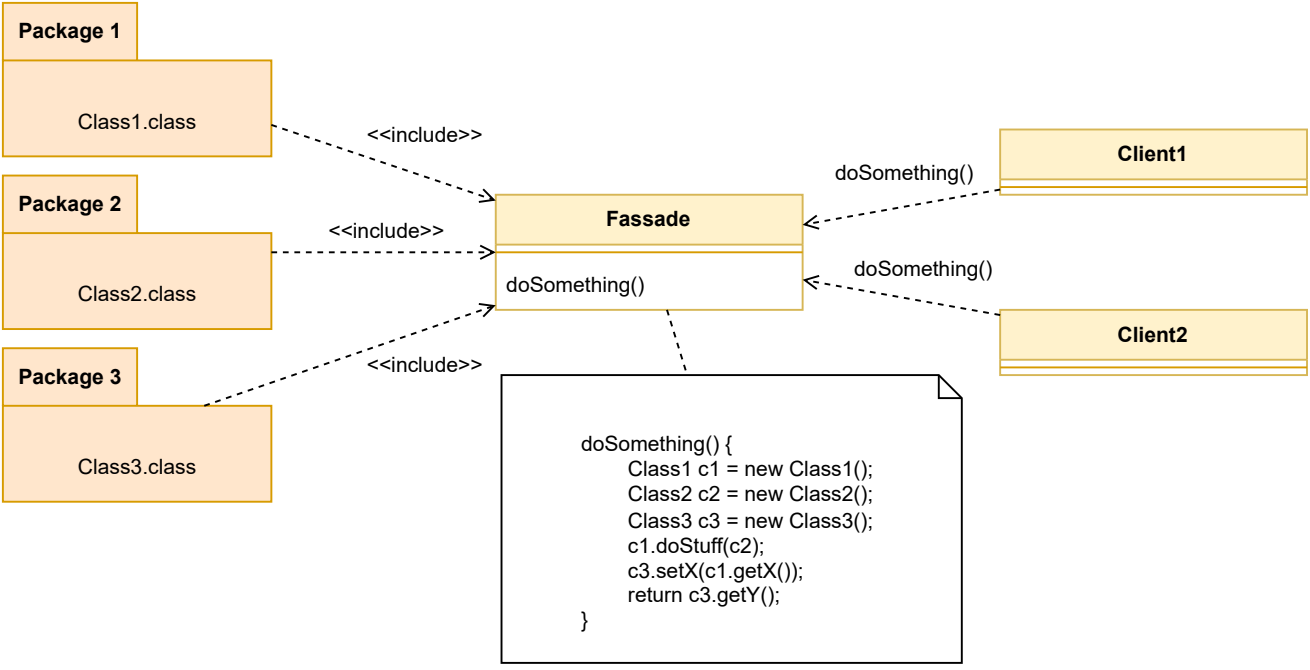 Package 1
Class1.class
<<include>>
Package 2
Class2.class
<<include>>
Package 3
Class3.class
<<include>>
Fassade
doSomething()
doSomething()
Client1
doSomething()
Client2
doSomething() {
Class1 c1 = new Class1();
Class2 c2 = new Class2();
Class3 c3 = new Class3();
c1.doStuff(c2);
c3.setX(c1.getX());
return c3.getY();
}